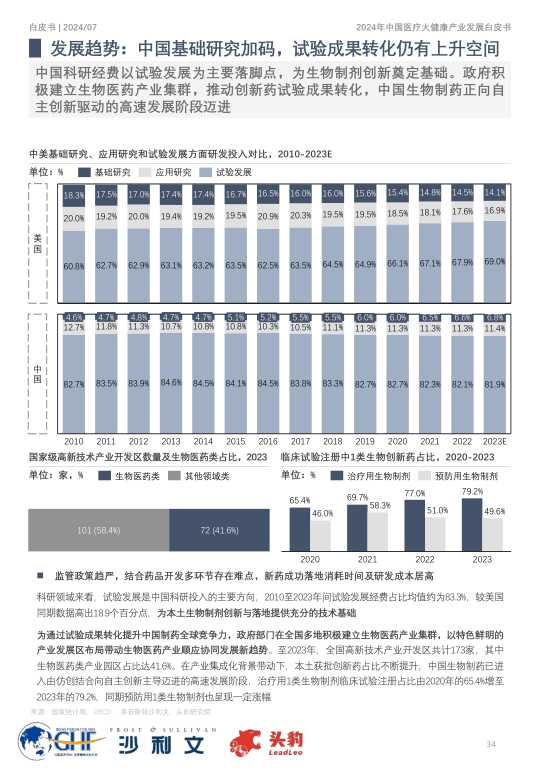 白皮书 | 2024/07
2024年中国医疗大健康产业发展白皮书
发展趋势：中国基础研究加码，试验成果转化仍有上升空间
中国科研经费以试验发展为主要落脚点，为生物制剂创新奠定基础。政府积
极建立生物医药产业集群，推动创新药试验成果转化，中国生物制药正向自
主创新驱动的高速发展阶段迈进
中美基础研究、应用研究和试验发展方面研发投入对比，2010-2023E
单位：% 基础研究 应用研究 试验发展
美国
18.3% 17.5% 17.0% 17.4% 17.4% 16.7% 16.5% 16.0% 16.0% 15.6% 15.4% 14.8% 14.5% 14.1%
20.0% 19.2% 20.0% 19.4% 19.2% 19.5% 20.9% 20.3% 19.5% 19.5% 18.5% 18.1% 17.6% 16.9%
60.8% 62.7% 62.9% 63.1% 63.2% 63.5% 62.5% 63.5% 64.5% 64.9% 66.1% 67.1% 67.9% 69.0%
中国
4.6% 4.7% 4.8% 4.7% 4.7% 5.1% 5.2% 5.5% 5.5% 6.0% 6.0% 6.5% 6.6% 6.8%
12.7% 11.8% 11.3% 10.7% 10.8% 10.8% 10.3% 10.5% 11.1% 11.3% 11.3% 11.3% 11.3% 11.4%
82.7% 83.5% 83.9% 84.6% 84.5% 84.1% 84.5% 83.8% 83.3% 82.7% 82.7% 82.3% 82.1% 81.9%
2010 2011 2012 2013 2014 2015 2016 2017 2018 2019 2020 2021 2022 2023E
国家级高新技术产业开发区数量及生物医药类占比，2023
单位：家，% 生物医药类 其他领域类
101 (58.4%) 72 (41.6%)
临床试验注册中1类生物创新药占比，2020-2023
单位：% 治疗用生物制剂 预防用生物制剂
65.4% 46.0% 69.7% 58.3% 77.0% 51.0% 79.2% 49.6%
2020 2021 2022 2023
监管政策趋严，结合药品开发多环节存在难点，新药成功落地消耗时间及研发成本居高
科研领域来看，试验发展是中国科研投入的主要方向，2010至2023年间试验发展经费占比均值约为83.3%，较美国
同期数据高出18.9个百分点，为本土生物制剂创新与落地提供充分的技术基础
为通过试验成果转化提升中国制药全球竞争力，政府部门在全国多地积极建立生物医药产业集群，以特色鲜明的
产业发展区布局带动生物医药产业顺应协同发展新趋势。至2023年，全国高新技术产业开发区共计173家，其中
生物医药类产业园区占比达41.6%。在产业集成化背景带动下，本土获批创新药占比不断提升，中国生物制药已进
入由仿创结合向自主创新主导迈进的高速发展阶段，治疗用1类生物制剂临床试验注册占比由2020年的65.4%增至
2023年的79.2%，同期预防用1类生物制剂也呈现一定涨幅
来源：国家统计局，OECD，弗若斯特沙利文，头豹研究院
GHF
FROST & SULLIVAN
沙利文
头豹
LeadLeo
34